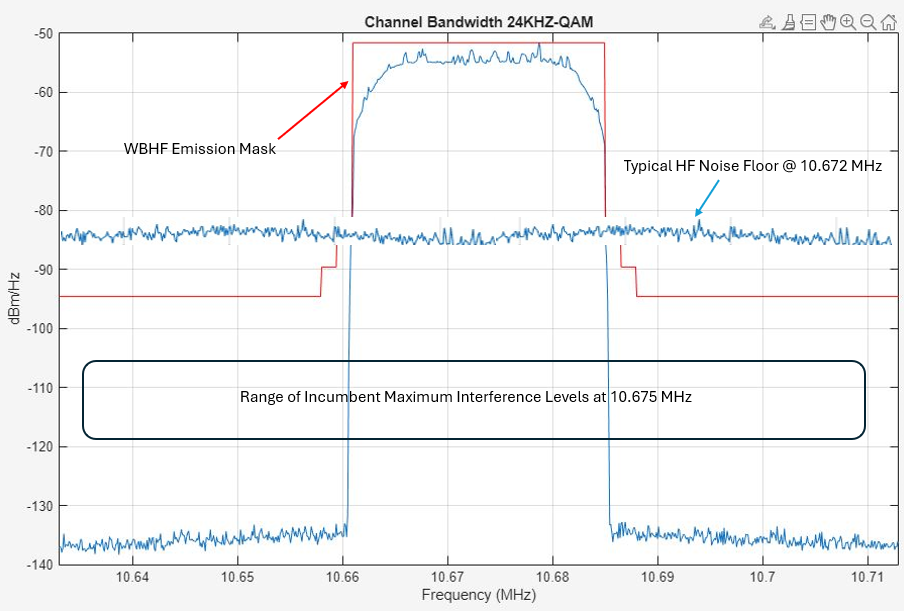 Channel Bandwidth 24KHZ-QAM
-50
-60
WBHF Emission Mask
-70
Typical HF Noise Floor @ 10.672 MHz
-80
-90
dBm/Hz
-100
-110
Range of Incumbent Maximum Interference Levels at 10.675 MHz
-120
-130
-140
10.64 10.65 10.66 10.67 10.68 10.69 10.7 10.71
Frequency (MHz)